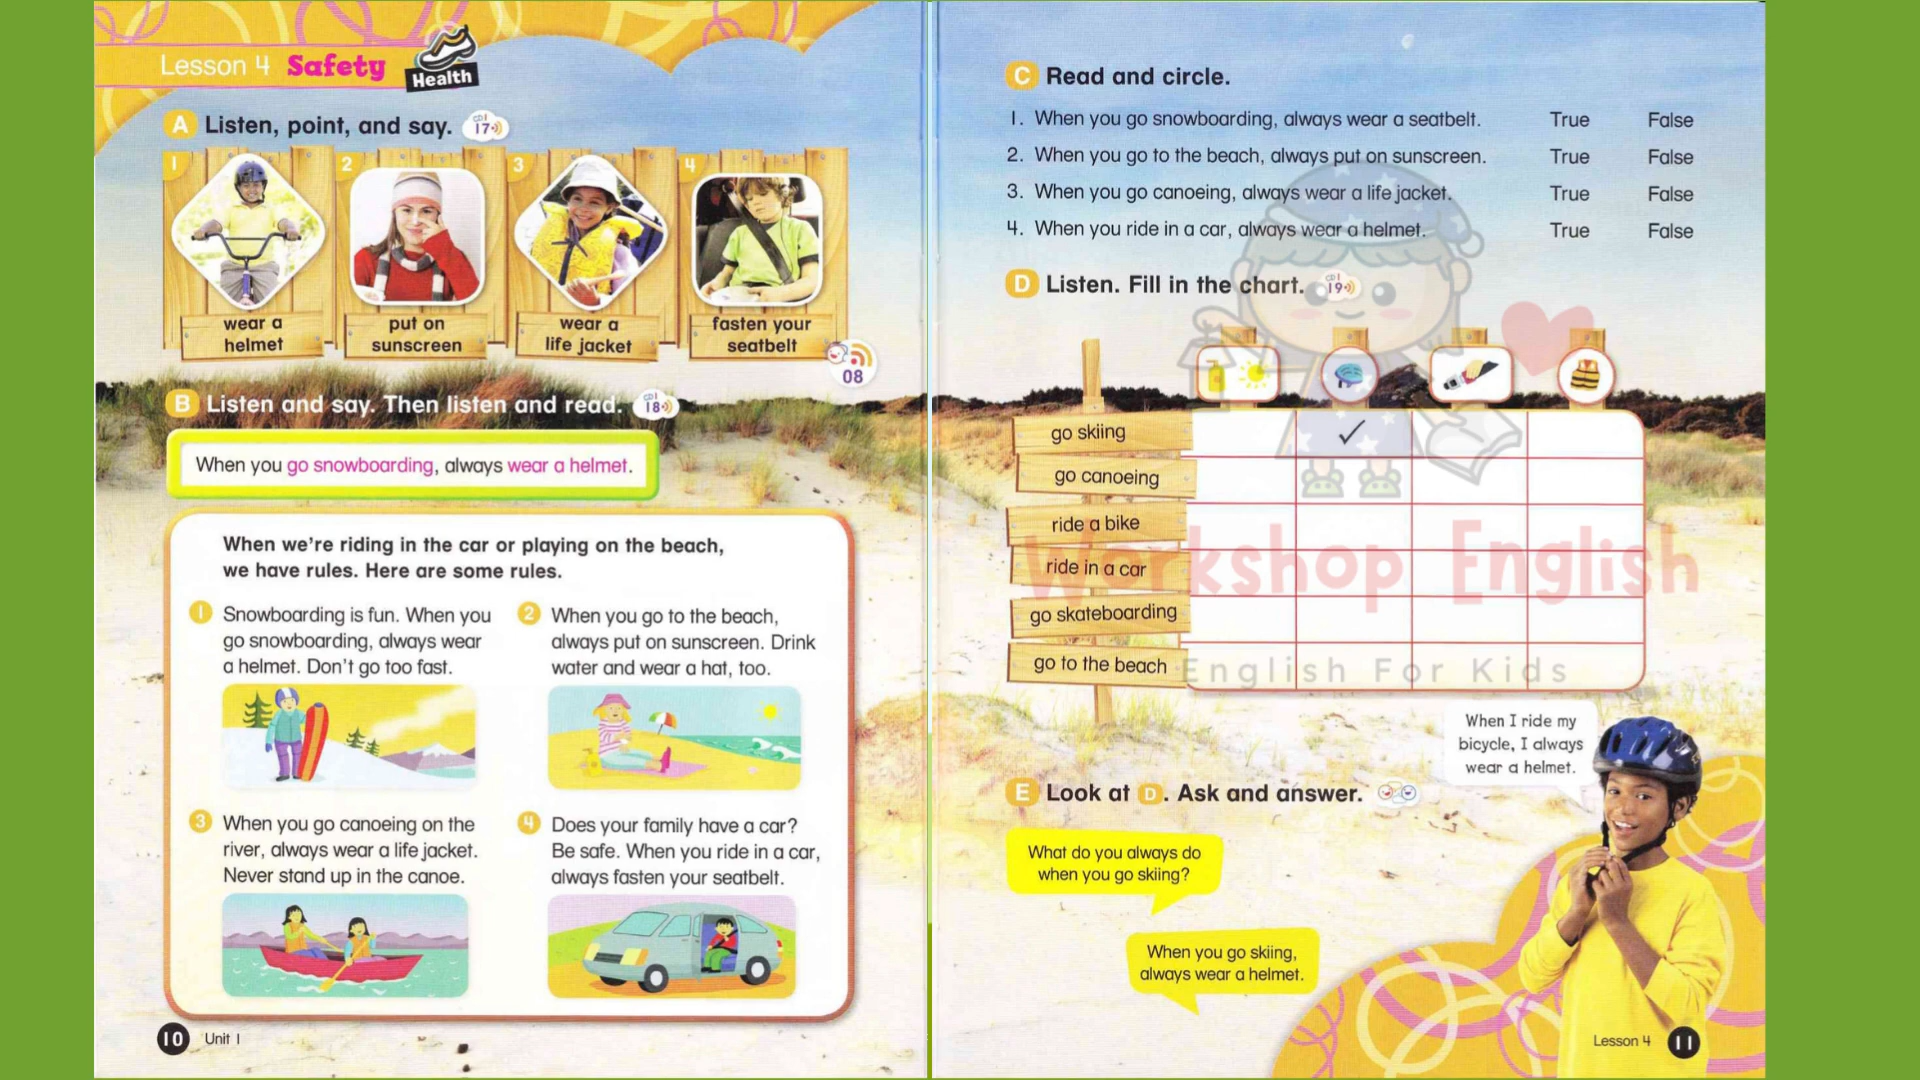 Lesson 4 Safety
Health
A Listen, point, and say.
CD1
17
1
2
3
4
wear a
helmet
put on
sunscreen
wear a
life jacket
fasten your
seatbelt
08
B Listen and say. Then listen and read.
CD1
18
When you go snowboarding, always wear a helmet.
When we're riding in the car or playing on the beach,
we have rules. Here are some rules.
1 Snowboarding is fun. When you
go snowboarding, always wear
a helmet. Don't go too fast.
2 When you go to the beach,
always put on sunscreen. Drink
water and wear a hat, too.
3 When you go canoeing on the
river, always wear a life jacket.
Never stand up in the canoe.
4 Does your family have a car?
Be safe. When you ride in a car,
always fasten your seatbelt.
10 Unit 1
C Read and circle.
1. When you go snowboarding, always wear a seatbelt. True False
2. When you go to the beach, always put on sunscreen. True False
3. When you go canoeing, always wear a life jacket. True False
4. When you ride in a car, always wear a helmet. True False
D Listen. Fill in the chart.
CD1
19
go skiing ✓
go canoeing
ride a bike
ride in a car
go skateboarding
go to the beach
Workshop English
English For Kids
When I ride my
bicycle, I always
wear a helmet.
E Look at D. Ask and answer.
What do you always do
when you go skiing?
When you go skiing,
always wear a helmet.
Lesson 4 11